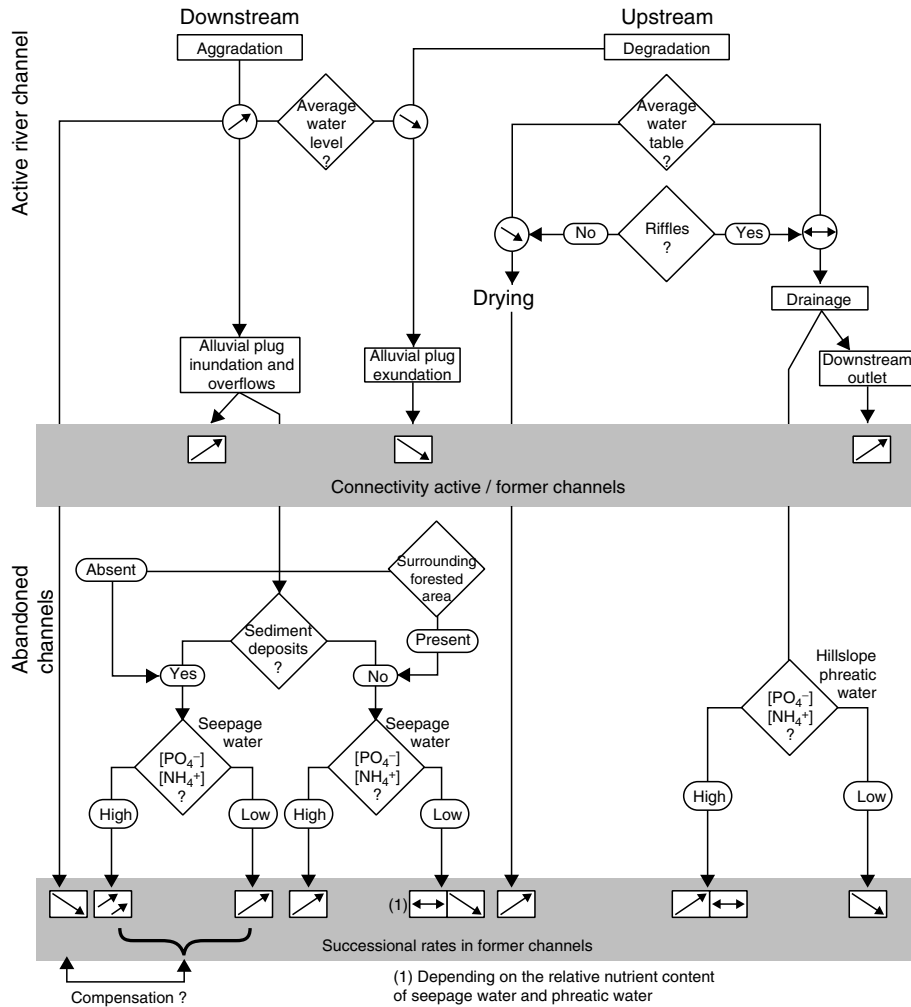 Downstream
Upstream
Aggradation
Degradation
Active river channel
Average
water
level
?
Average
water
table
?
No
Riffles
?
Yes
Drying
Drainage
Alluvial plug
inundation and
overflows
Alluvial plug
exundation
Downstream
outlet
Connectivity active / former channels
Abandoned
channels
Absent
Surrounding
forested
area
Present
Sediment
deposits
?
Yes
No
Hillslope
phreatic
water
Seepage
water
[PO₄⁻]
[NH₄⁺]
?
Seepage
water
[PO₄⁻]
[NH₄⁺]
?
[PO₄⁻]
[NH₄⁺]
?
High
Low
High
Low
High
Low
(1)
Successional rates in former channels
Compensation ?
(1) Depending on the relative nutrient content
of seepage water and phreatic water